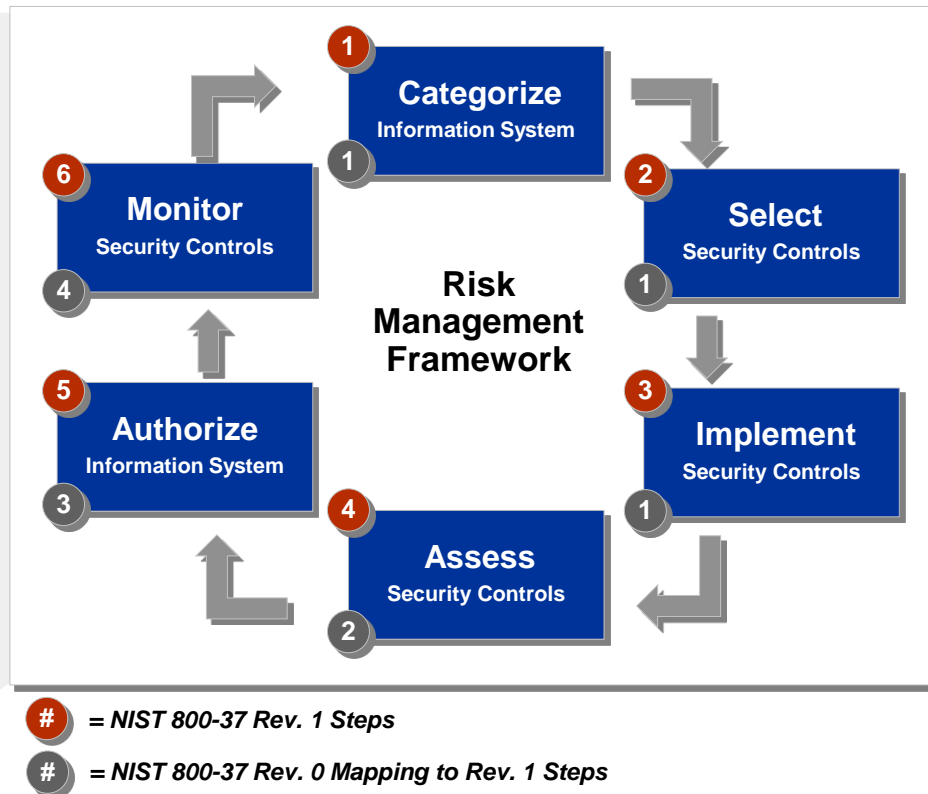 1
Categorize
Information System
1
2
Select
Security Controls
1
3
Implement
Security Controls
1
4
Assess
Security Controls
2
5
Authorize
Information System
3
6
Monitor
Security Controls
4
Risk
Management
Framework
# = NIST 800-37 Rev. 1 Steps
# = NIST 800-37 Rev. 0 Mapping to Rev. 1 Steps